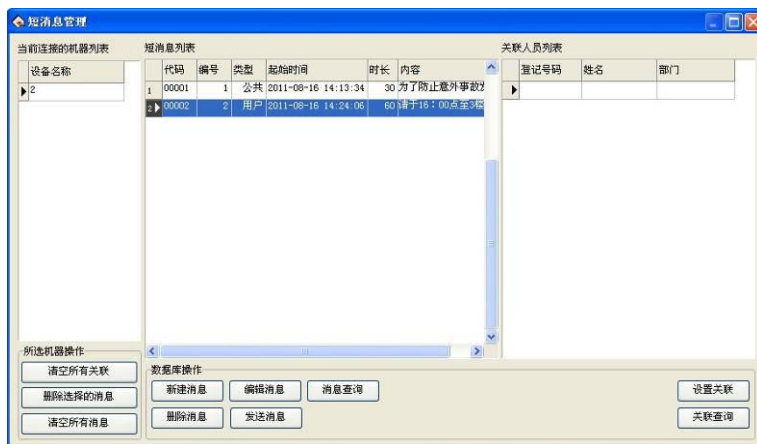 短消息管理
当前连接的机器列表
设备名称
2
短消息列表
代码 编号 类型 起始时间 时长 内容
1 00001 1 公共 2011-08-16 14:13:34 30 为了防止意外事故发
2 00002 2 用户 2011-08-16 14:24:06 60 请于16：00点至3楼
关联人员列表
登记号码 姓名 部门
所选机器操作
清空所有关联
删除选择的消息
清空所有消息
数据库操作
新建消息 编辑消息 消息查询
删除消息 发送消息
设置关联
关联查询